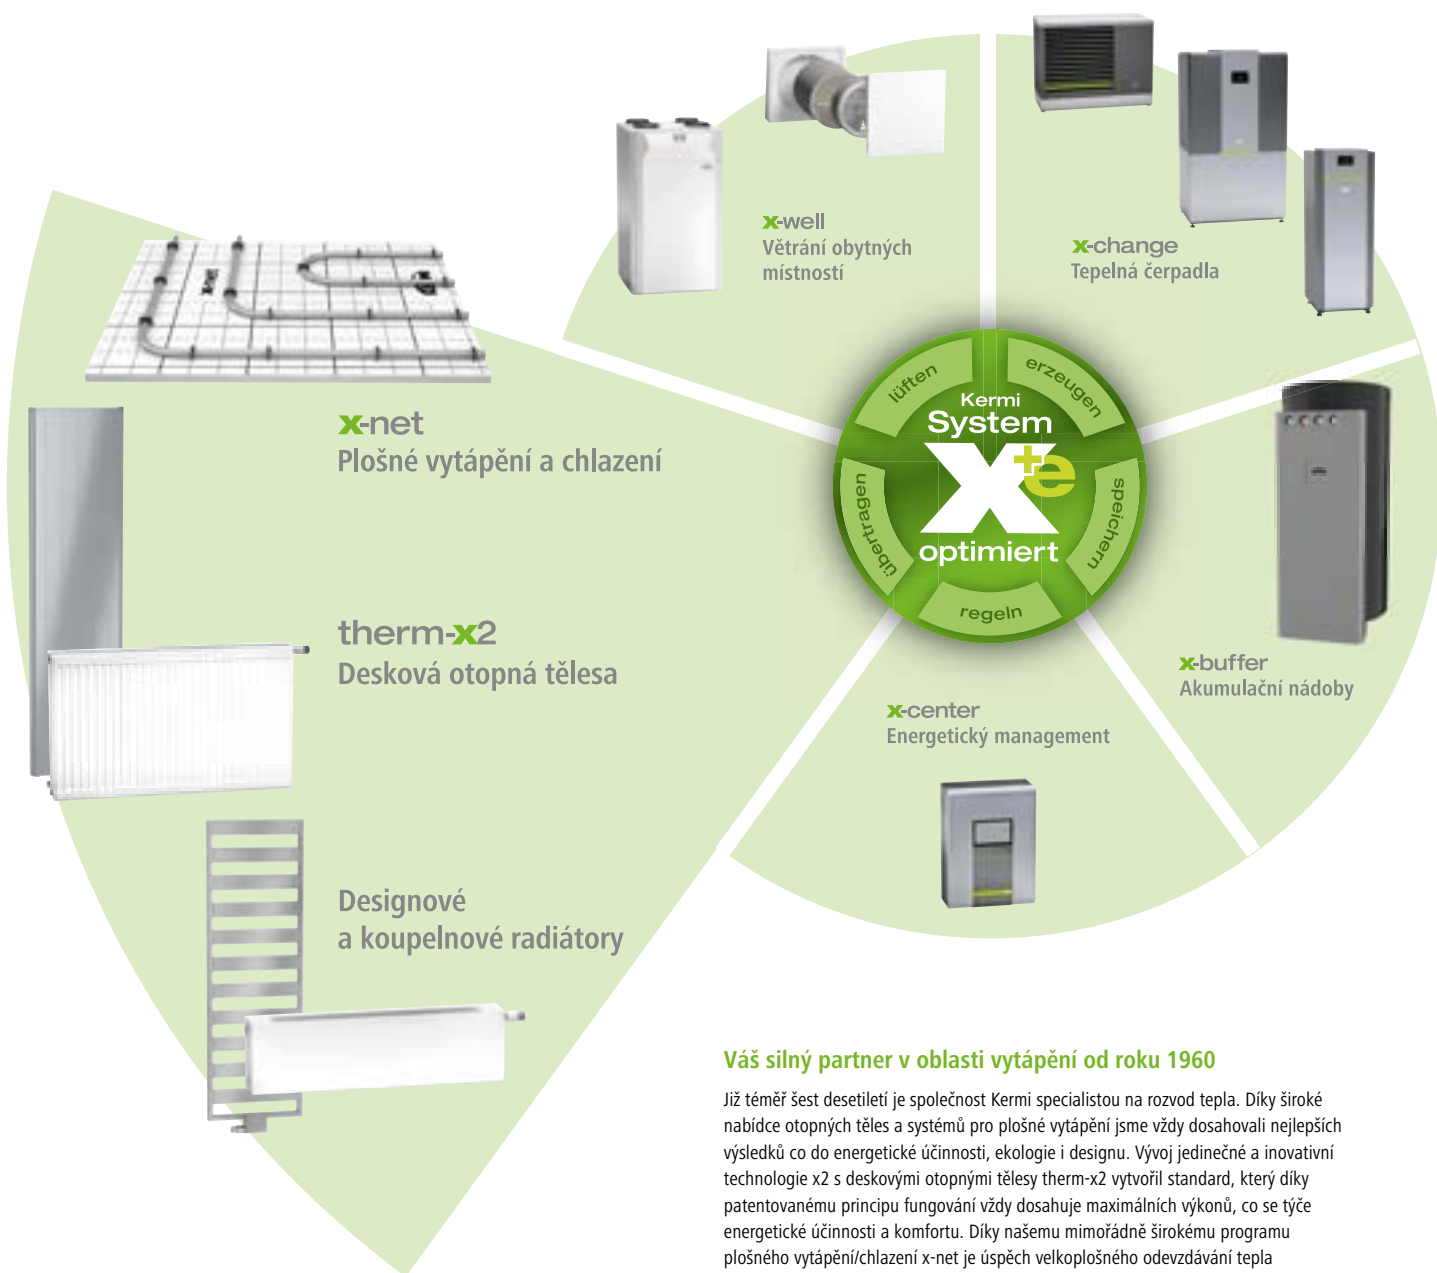 x-well
Větrání obytných
místností
x-change
Tepelná čerpadla
x-net
x-net
Plošné vytápění a chlazení
lüften
erzeugen
Kermi
System
x+e
optimiert
übertragen
speichern
regeln
therm-x2
Desková otopná tělesa
x-buffer
Akumulační nádoby
x-center
Energetický management
Designové
a koupelnové radiátory
Váš silný partner v oblasti vytápění od roku 1960
Již téměř šest desetiletí je společnost Kermi specialistou na rozvod tepla. Díky široké
nabídce otopných těles a systémů pro plošné vytápění jsme vždy dosahovali nejlepších
výsledků co do energetické účinnosti, ekologie i designu. Vývoj jedinečné a inovativní
technologie x2 s deskovými otopnými tělesy therm-x2 vytvořil standard, který díky
patentovanému principu fungování vždy dosahuje maximálních výkonů, co se týče
energetické účinnosti a komfortu. Díky našemu mimořádně širokému programu
plošného vytápění/chlazení x-net je úspěch velkoplošného odevzdávání tepla